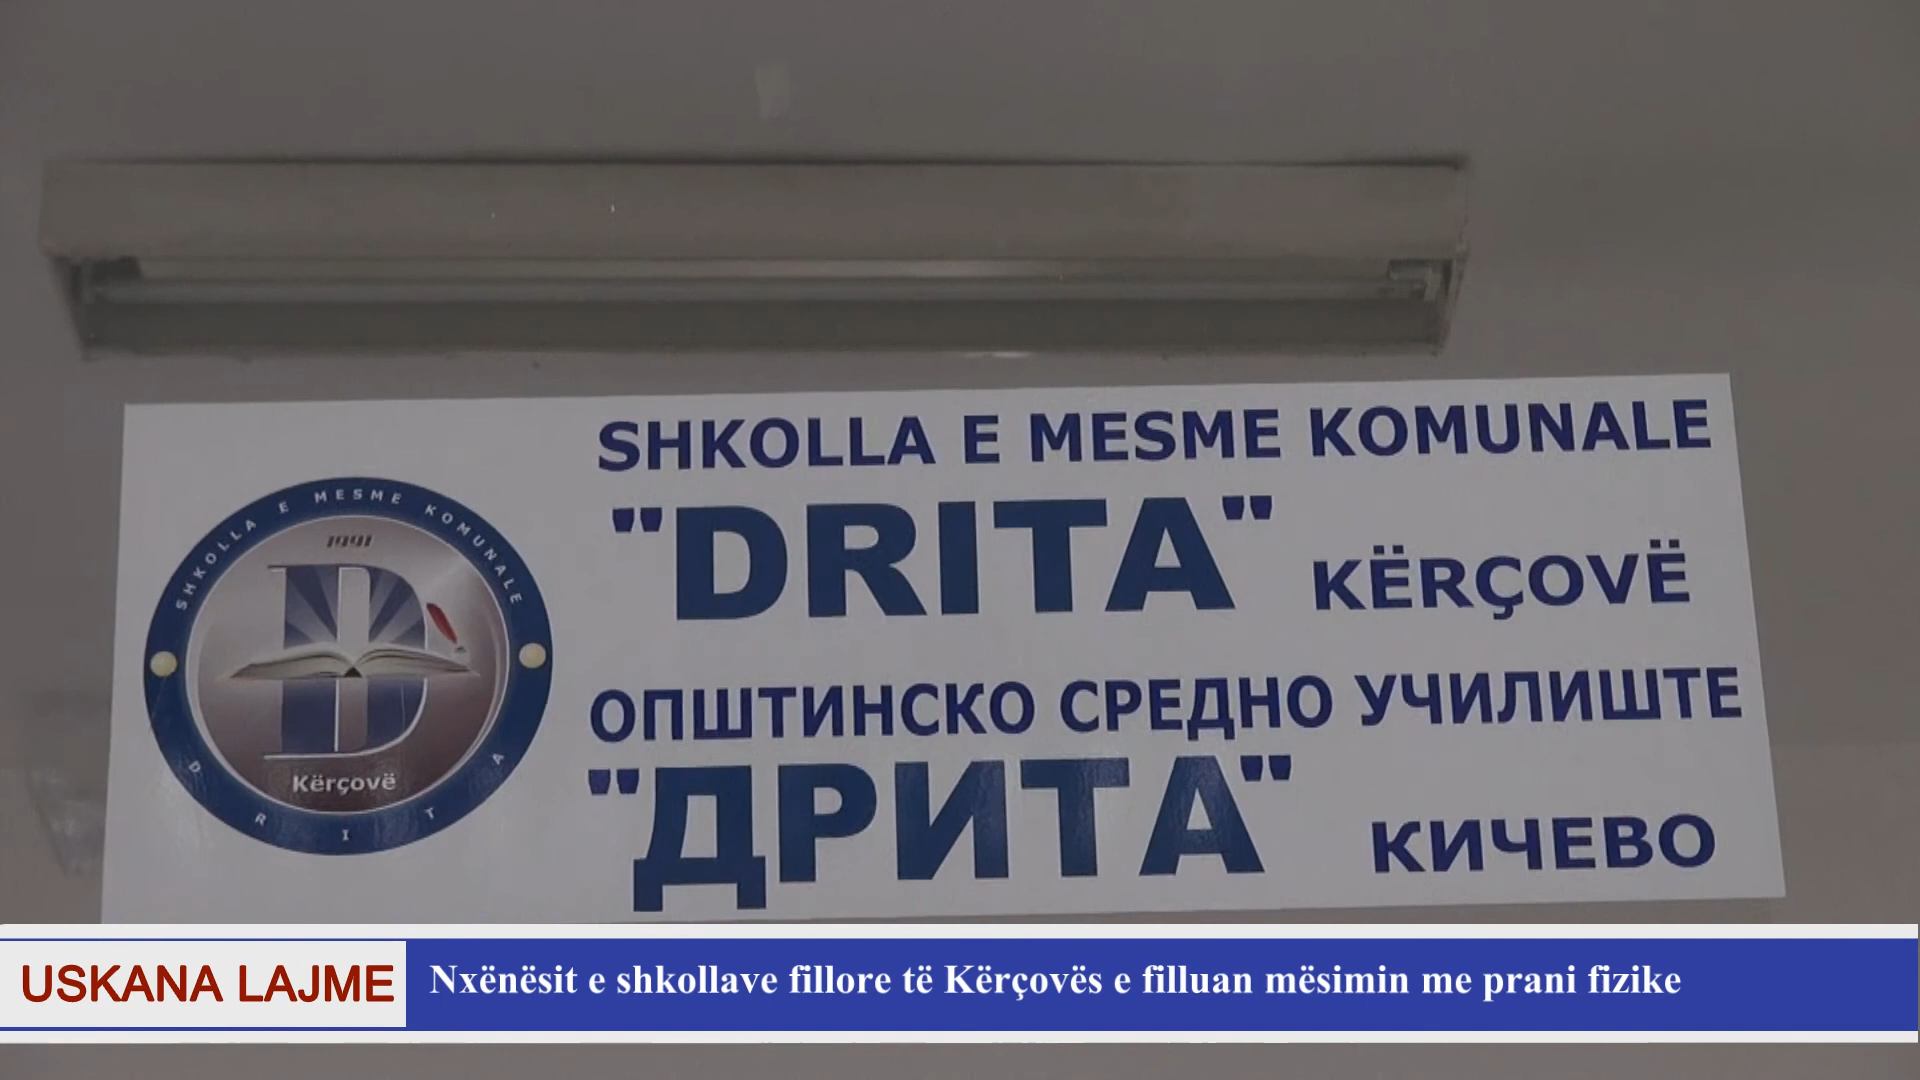 SHKOLLA E MESME KOMUNALE
"DRITA" KËRÇOVË
ОПШТИНСКО СРЕДНО УЧИЛИШТЕ
"ДРИТА" КИЧЕВО
SHKOLLA E MESME KOMUNALE
1991
Kërçovë
DRITA
USKANA LAJME
Nxënësit e shkollave fillore të Kërçovës e filluan mësimin me prani fizike